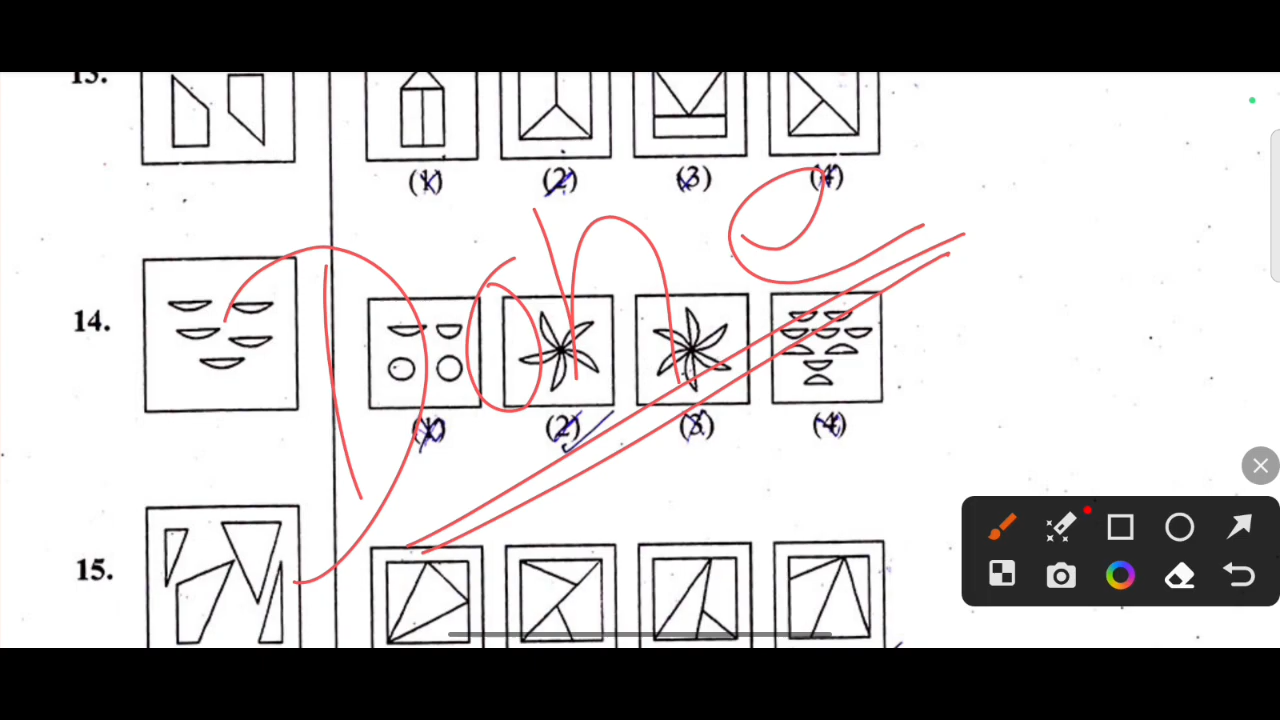 13.
(1) (2) (3) (4)
Done
14.
(1) (2) (3) (4)
15.